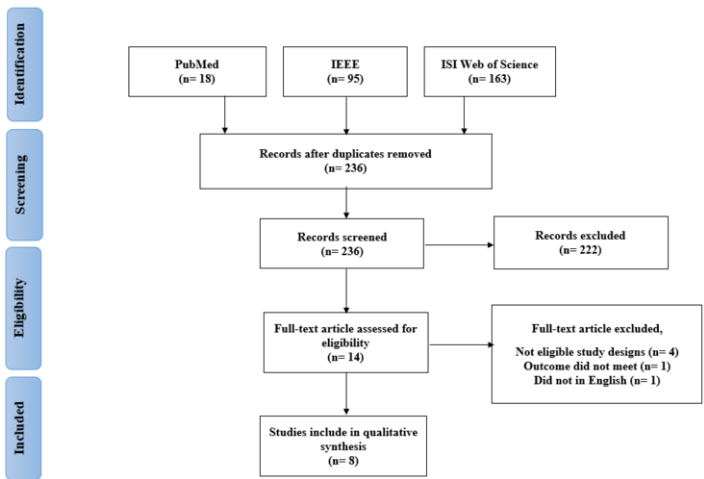 Identification
PubMed
(n= 18)
IEEE
(n= 95)
ISI Web of Science
(n= 163)
Screening
Records after duplicates removed
(n= 236)
Records screened
(n= 236)
Records excluded
(n= 222)
Eligibility
Full-text article assessed for
eligibility
(n= 14)
Full-text article excluded,
Not eligible study designs (n= 4)
Outcome did not meet (n= 1)
Did not in English (n= 1)
Included
Studies include in qualitative
synthesis
(n= 8)